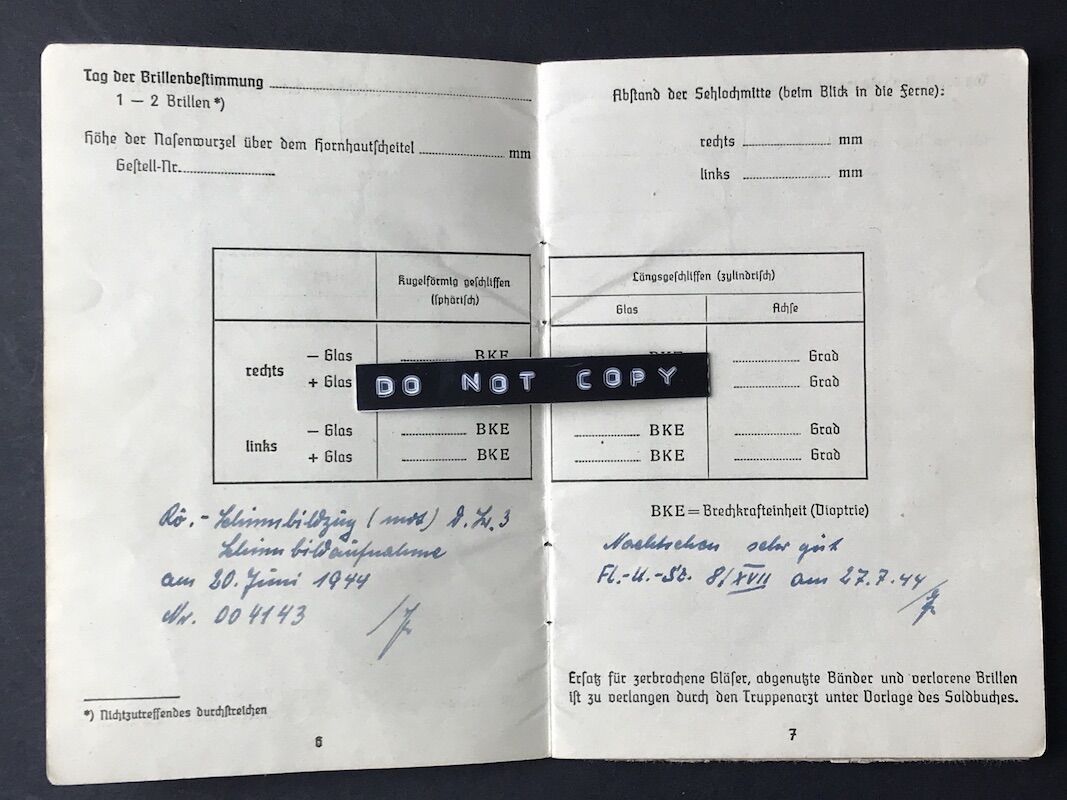 Tag der Brillenbestimmung
1 — 2 Brillen *)
Höhe der Nasenwurzel über dem Hornhautscheitel mm
Gestell-Nr.
Kugelförmig geschliffen
(sphärisch)
rechts
— Glas BKE
+ Glas
links
— Glas BKE
+ Glas BKE
Rö.-Schirmbildzug (mot)
Schirmbildaufnahme
am 20. Juni 1944
Nr. 004143
*) Nichtzutreffendes durchstreichen
6
DO NOT COPY
Abstand der Sehlochmitte (beim Blick in die Ferne):
rechts mm
links mm
Längsgeschliffen (zylindrisch)
Glas Achse
Grad
Grad
BKE Grad
BKE Grad
BKE = Brechkrafteinheit (Dioptrie)
Nachtsehen sehr gut
Fl.-U.-St. 8/XVII am 27.7.44
Ersatz für zerbrochene Gläser, abgenutzte Bänder und verlorene Brillen
ist zu verlangen durch den Truppenarzt unter Vorlage des Soldbuches.
7